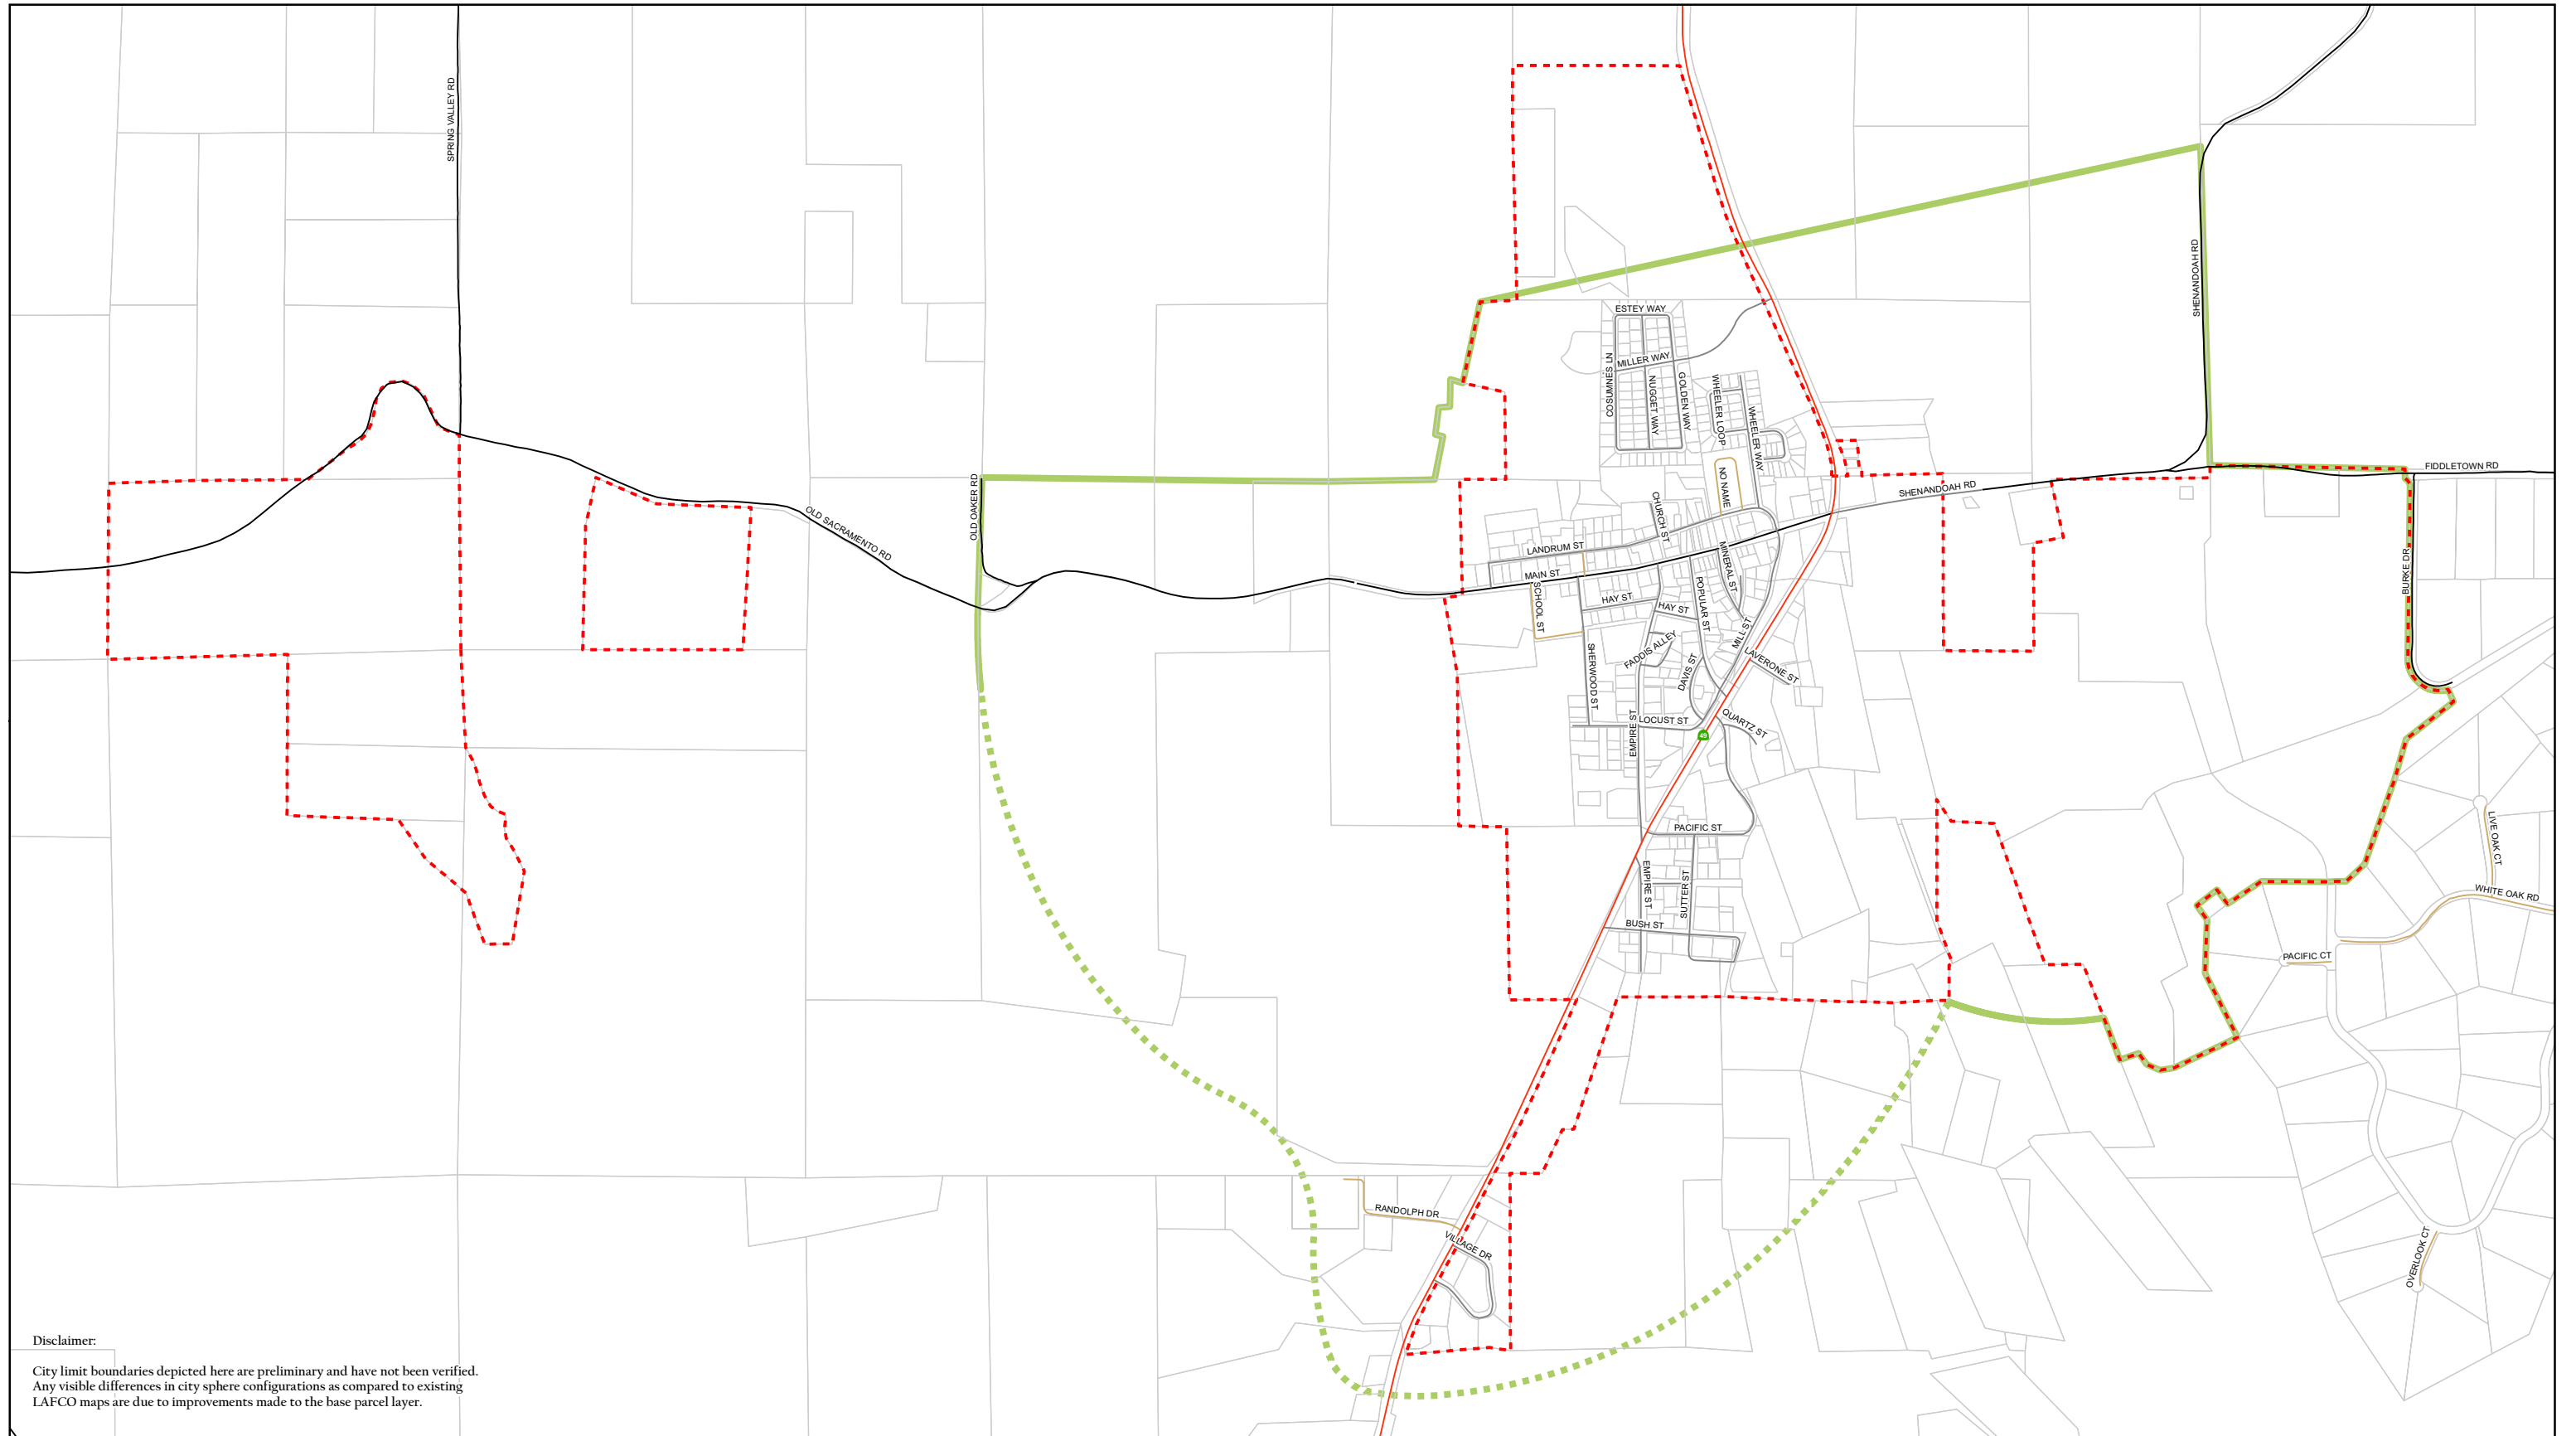 SPRING VALLEY RD
SHENANDOAH RD
ESTEY WAY
MILLER WAY
COSUMNES LN
NUGGET WAY
GOLDEN WAY
WHEELER LOOP
WHEELER WAY
NO NAME
FIDDLETOWN RD
SHENANDOAH RD
OLD OAKER RD
OLD SACRAMENTO RD
CHURCH ST
LANDRUM ST
MAIN ST
MINERAL ST
SCHOOL ST
HAY ST
HAY ST
POPULAR ST
BURKE DR
FADDIS ALLEY
MILL ST
LAVERONE ST
DAVIS ST
SHERWOOD ST
LOCUST ST
QUARTZ ST
EMPIRE ST
49
PACIFIC ST
LIVE OAK CT
EMPIRE ST
SUTTER ST
WHITE OAK RD
BUSH ST
PACIFIC CT
RANDOLPH DR
VILLAGE DR
OVERLOOK CT
Disclaimer:
City limit boundaries depicted here are preliminary and have not been verified.
Any visible differences in city sphere configurations as compared to existing
LAFCO maps are due to improvements made to the base parcel layer.